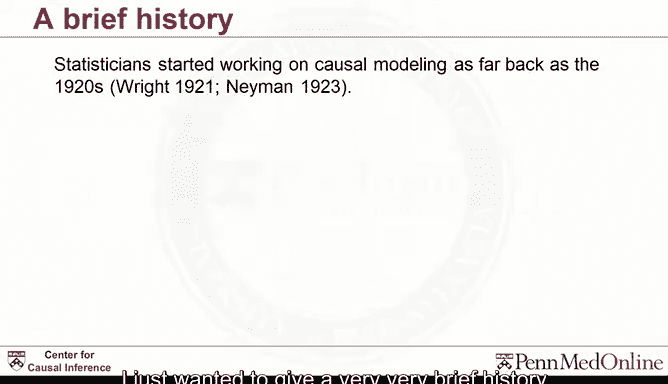 A brief history
Statisticians started working on causal modeling as far back as the
1920s (Wright 1921; Neyman 1923).
Center for
Causal Inference
PennMedOnline
I just wanted to give a very very brief history